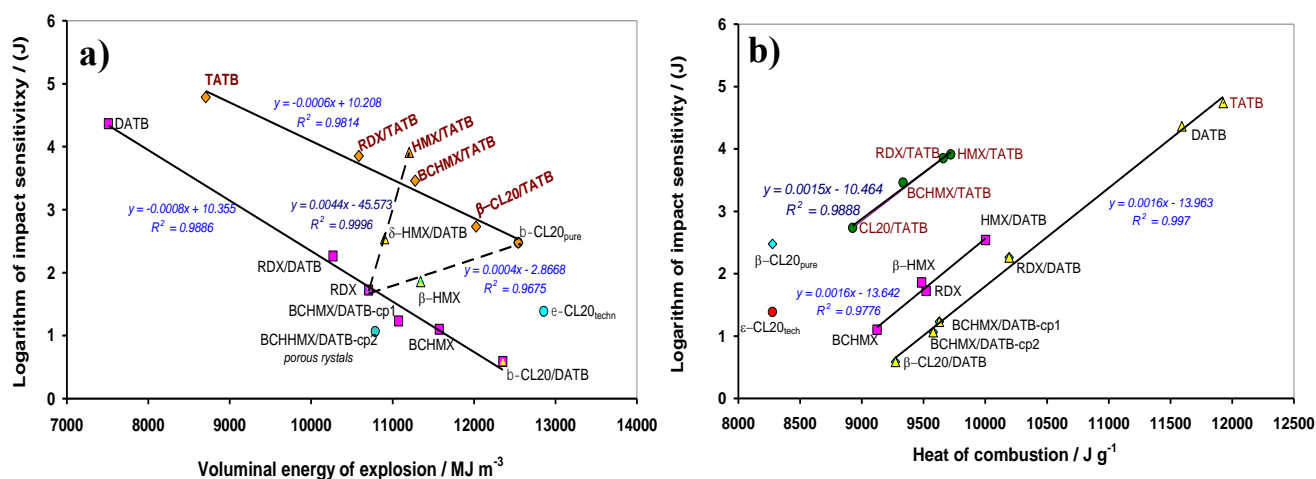 a)
Logarithm of impact sensitivitxy / (J)
6
5
4
3
2
1
0
7000 8000 9000 10000 11000 12000 13000 14000
Voluminal energy of explosion / MJ m⁻³
TATB
DATB
y = -0.0006x + 10.208
R² = 0.9814
RDX/TATB
HMX/TATB
BCHMX/TATB
β-CL20/TATB
y = -0.0008x + 10.355
R² = 0.9886
y = 0.0044x - 45.573
R² = 0.9996
δ-HMX/DATB
b-CL20pure
RDX/DATB
y = 0.0004x - 2.8668
R² = 0.9675
RDX
β-HMX
BCHMX/DATB-cp1
e-CL20techn
BCHHMX/DATB-cp2
porous rystals
BCHMX
b-CL20/DATB
b)
Logarithm of impact sensitivity / (J)
6
5
4
3
2
1
0
8000 8500 9000 9500 10000 10500 11000 11500 12000 12500
Heat of combustion / J g⁻¹
TATB
DATB
RDX/TATB
HMX/TATB
y = 0.0015x - 10.464
R² = 0.9888
BCHMX/TATB
y = 0.0016x - 13.963
R² = 0.997
CL20/TATB
HMX/DATB
β-CL20pure
β-HMX
RDX/DATB
RDX
y = 0.0016x - 13.642
R² = 0.9776
ε-CL20tech
BCHMX
BCHMX/DATB-cp1
BCHMX/DATB-cp2
β-CL20/DATB